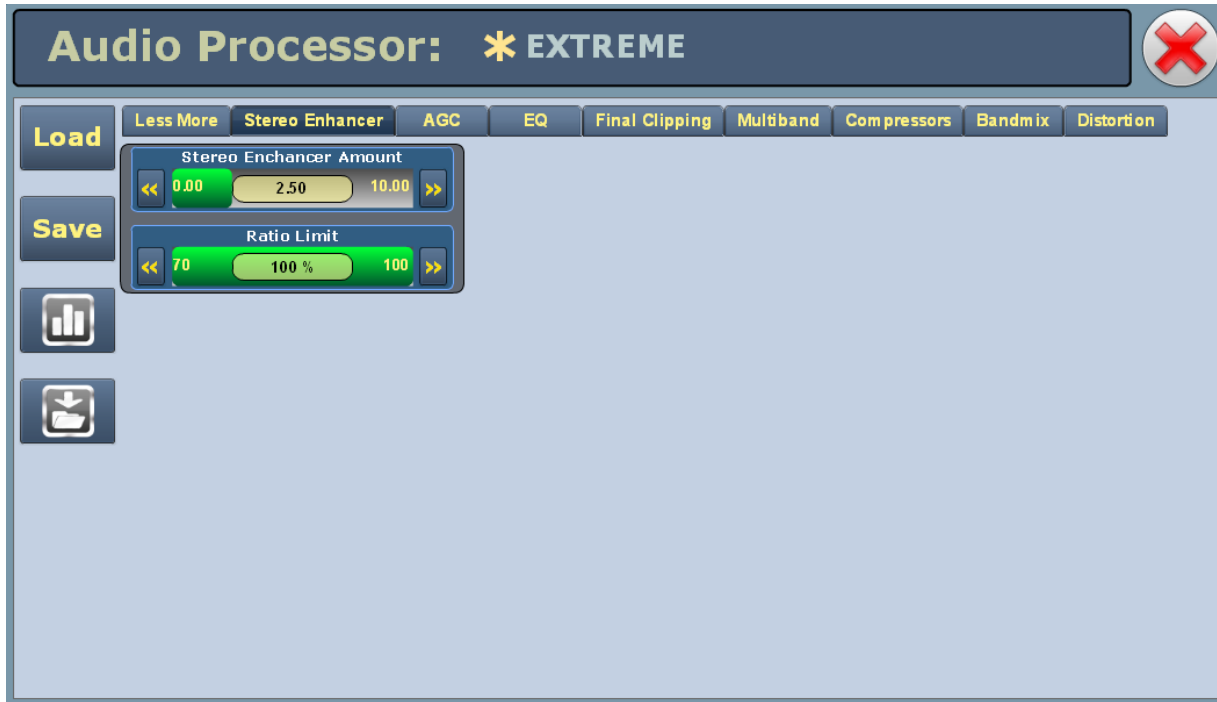 Audio Processor: * EXTREME
Load
Save
Less More Stereo Enhancer AGC EQ Final Clipping Multiband Compressors Bandmix Distortion
Stereo Enchancer Amount
« 0.00 2.50 10.00 »
Ratio Limit
« 70 100 % 100 »